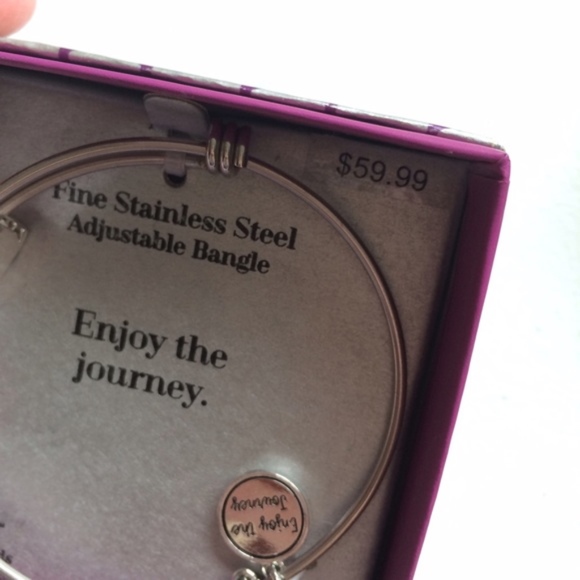 $59.99
Fine Stainless Steel
Adjustable Bangle
Enjoy the
journey.
Enjoy the
Journey